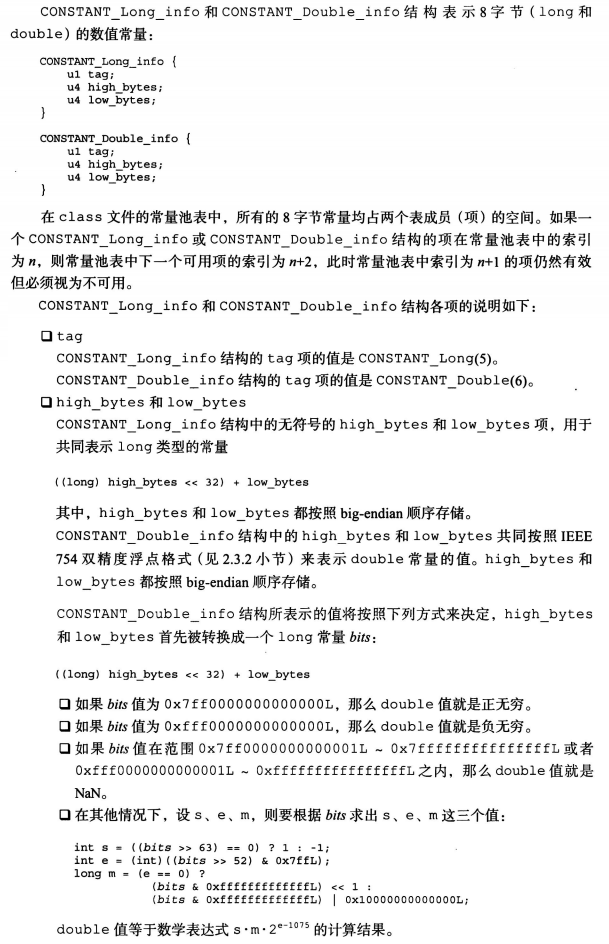 CONSTANT_Long_info 和 CONSTANT_Double_info 结 构 表 示 8 字 节 ( long 和
double) 的数值常量：
CONSTANT_Long_info {
u1 tag;
u4 high_bytes;
u4 low_bytes;
}
CONSTANT_Double_info {
u1 tag;
u4 high_bytes;
u4 low_bytes;
}
在 class 文件的常量池表中，所有的 8 字节常量均占两个表成员（项）的空间。如果一
个 CONSTANT_Long_info 或 CONSTANT_Double_info 结构的项在常量池表中的索引
为 n，则常量池表中下一个可用项的索引为 n+2，此时常量池表中索引为 n+1 的项仍然有效
但必须视为不可用。
CONSTANT_Long_info 和 CONSTANT_Double_info 结构各项的说明如下：
❑ tag
CONSTANT_Long_info 结构的 tag 项的值是 CONSTANT_Long(5)。
CONSTANT_Double_info 结构的 tag 项的值是 CONSTANT_Double(6)。
❑ high_bytes 和 low_bytes
CONSTANT_Long_info 结构中的无符号的 high_bytes 和 low_bytes 项，用于
共同表示 long 类型的常量
((long) high_bytes << 32) + low_bytes
其中，high_bytes 和 low_bytes 都按照 big-endian 顺序存储。
CONSTANT_Double_info 结构中的 high_bytes 和 low_bytes 共同按照 IEEE
754 双精度浮点格式（见 2.3.2 小节）来表示 double 常量的值。high_bytes 和
low_bytes 都按照 big-endian 顺序存储。
CONSTANT_Double_info 结构所表示的值将按照下列方式来决定，high_bytes
和 low_bytes 首先被转换成一个 long 常量 bits：
((long) high_bytes << 32) + low_bytes
❑ 如果 bits 值为 0x7ff0000000000000L，那么 double 值就是正无穷。
❑ 如果 bits 值为 0xfff0000000000000L，那么 double 值就是负无穷。
❑ 如果 bits 值在范围 0x7ff0000000000001L ~ 0x7fffffffffffffffL 或者
0xfff0000000000001L ~ 0xffffffffffffffffL 之内，那么 double 值就是
NaN。
❑ 在其他情况下，设 s、e、m，则要根据 bits 求出 s、e、m 这三个值：
int s = ((bits >> 63) == 0) ? 1 : -1;
int e = (int)((bits >> 52) & 0x7ffL);
long m = (e == 0) ?
(bits & 0xfffffffffffffL) << 1 :
(bits & 0xfffffffffffffL) | 0x10000000000000L;
double 值等于数学表达式 s·m·2^e-1075 的计算结果。